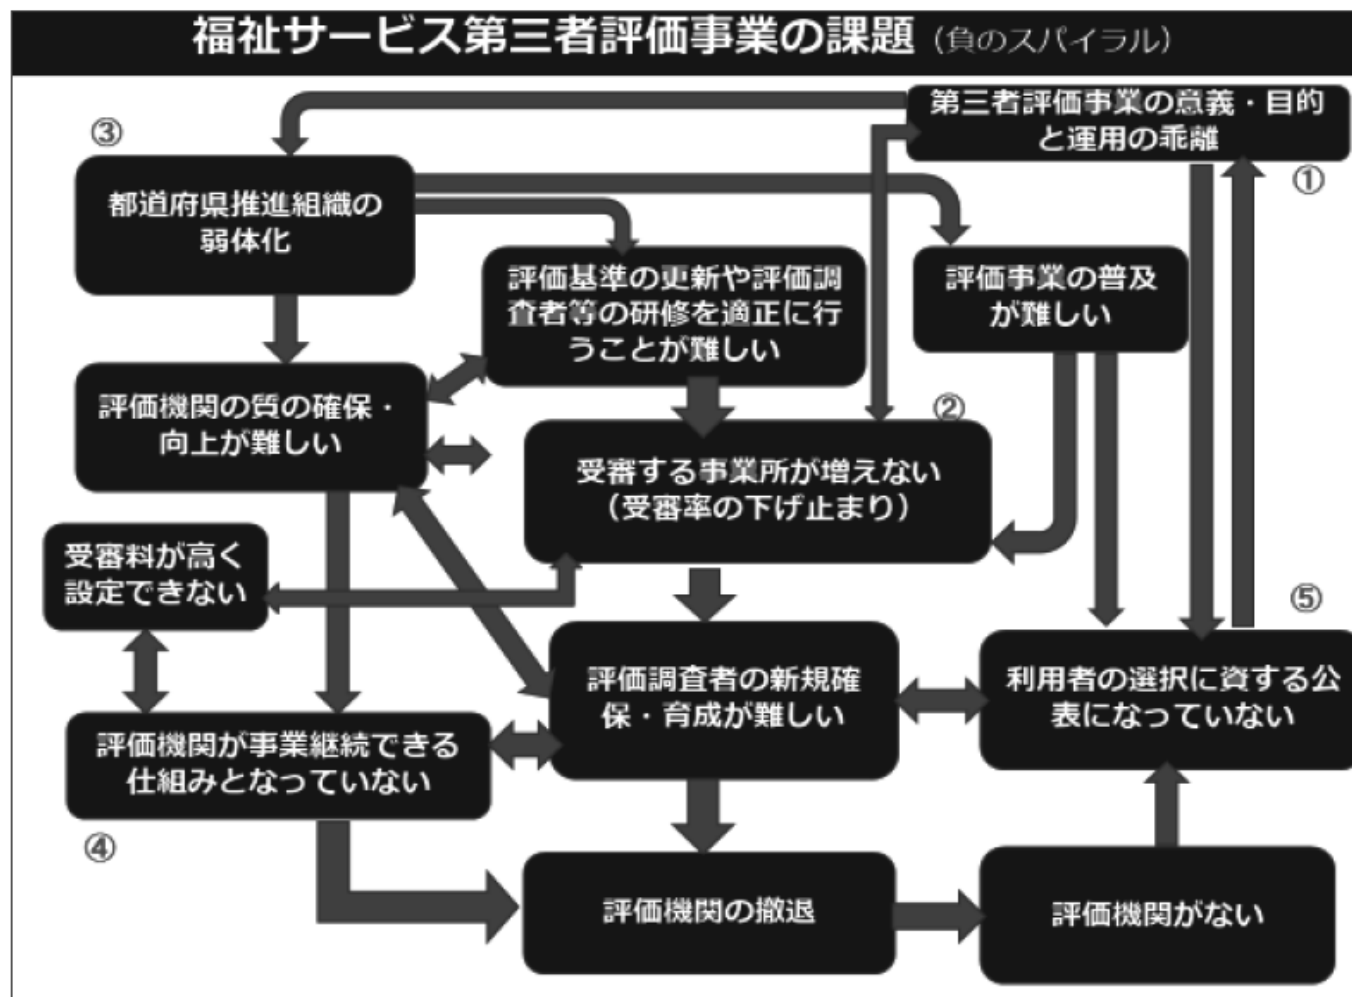 福祉サービス第三者評価事業の課題（負のスパイラル）
第三者評価事業の意義・目的
と運用の乖離
①
③
都道府県推進組織の
弱体化
評価基準の更新や評価調
査者等の研修を適正に行
うことが難しい
評価事業の普及
が難しい
評価機関の質の確保・
向上が難しい
②
受審する事業所が増えない
（受審率の下げ止まり）
受審料が高く
設定できない
⑤
評価調査者の新規確
保・育成が難しい
利用者の選択に資する公
表になっていない
評価機関が事業継続できる
仕組みとなっていない
④
評価機関の撤退
評価機関がない